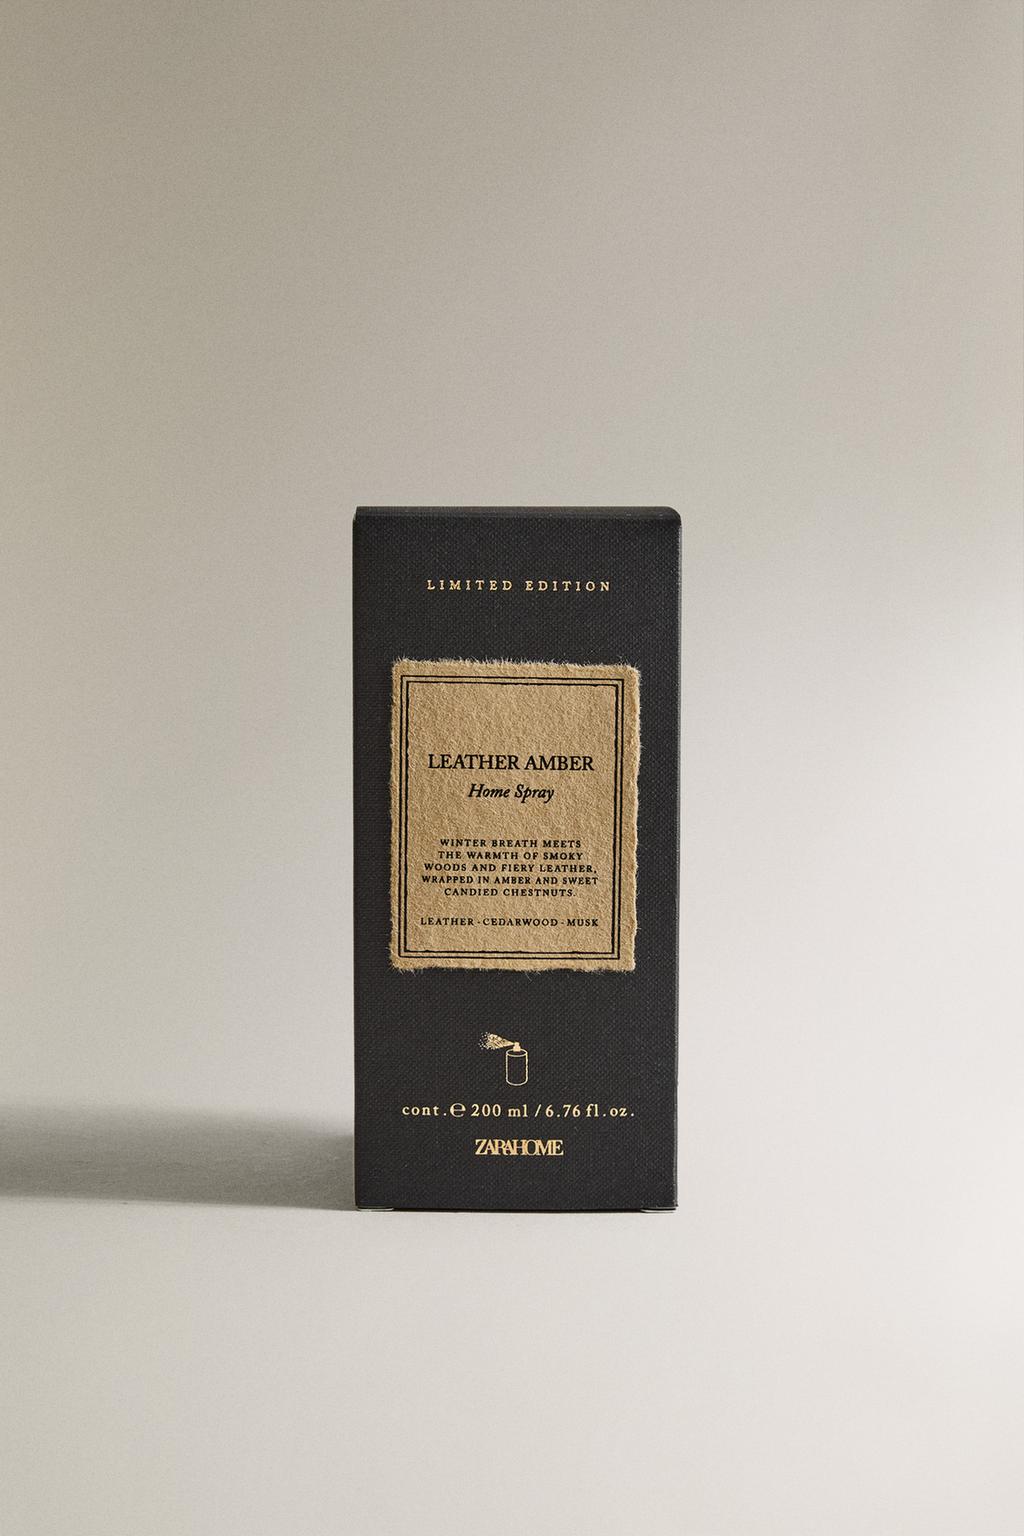 LIMITED EDITION
LEATHER AMBER
Home Spray
WINTER BREATH MEETS
THE WARMTH OF SMOKY
WOODS AND FIERY LEATHER,
WRAPPED IN AMBER AND SWEET
CANDIED CHESTNUTS.
LEATHER - CEDARWOOD - MUSK
cont. ℮ 200 ml / 6.76 fl.oz.
ZARAHOME